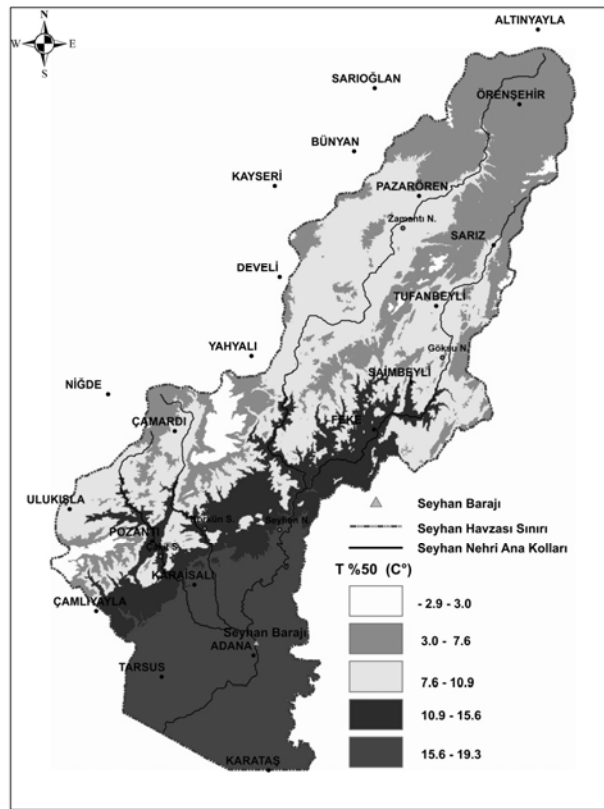 N
W
E
S
ALTINYAYLA
SARIOĞLAN
ÖRENŞEHİR
BÜNYAN
KAYSERİ
PAZARÖREN
Zamantı N.
SARIZ
DEVELİ
TUFANBEYLİ
YAHYALI
Göksu N.
SAİMBEYLİ
NİĞDE
FEKE
ÇAMARDI
ULUKIŞLA
Seyhan N.
POZANTI
KARAİSALI
ÇAMLIYAYLA
Seyhan Barajı
ADANA
TARSUS
KARATAŞ
Seyhan Barajı
Seyhan Havzası Sınırı
Seyhan Nehri Ana Kolları
T %50 (C°)
- 2.9 - 3.0
3.0 - 7.6
7.6 - 10.9
10.9 - 15.6
15.6 - 19.3